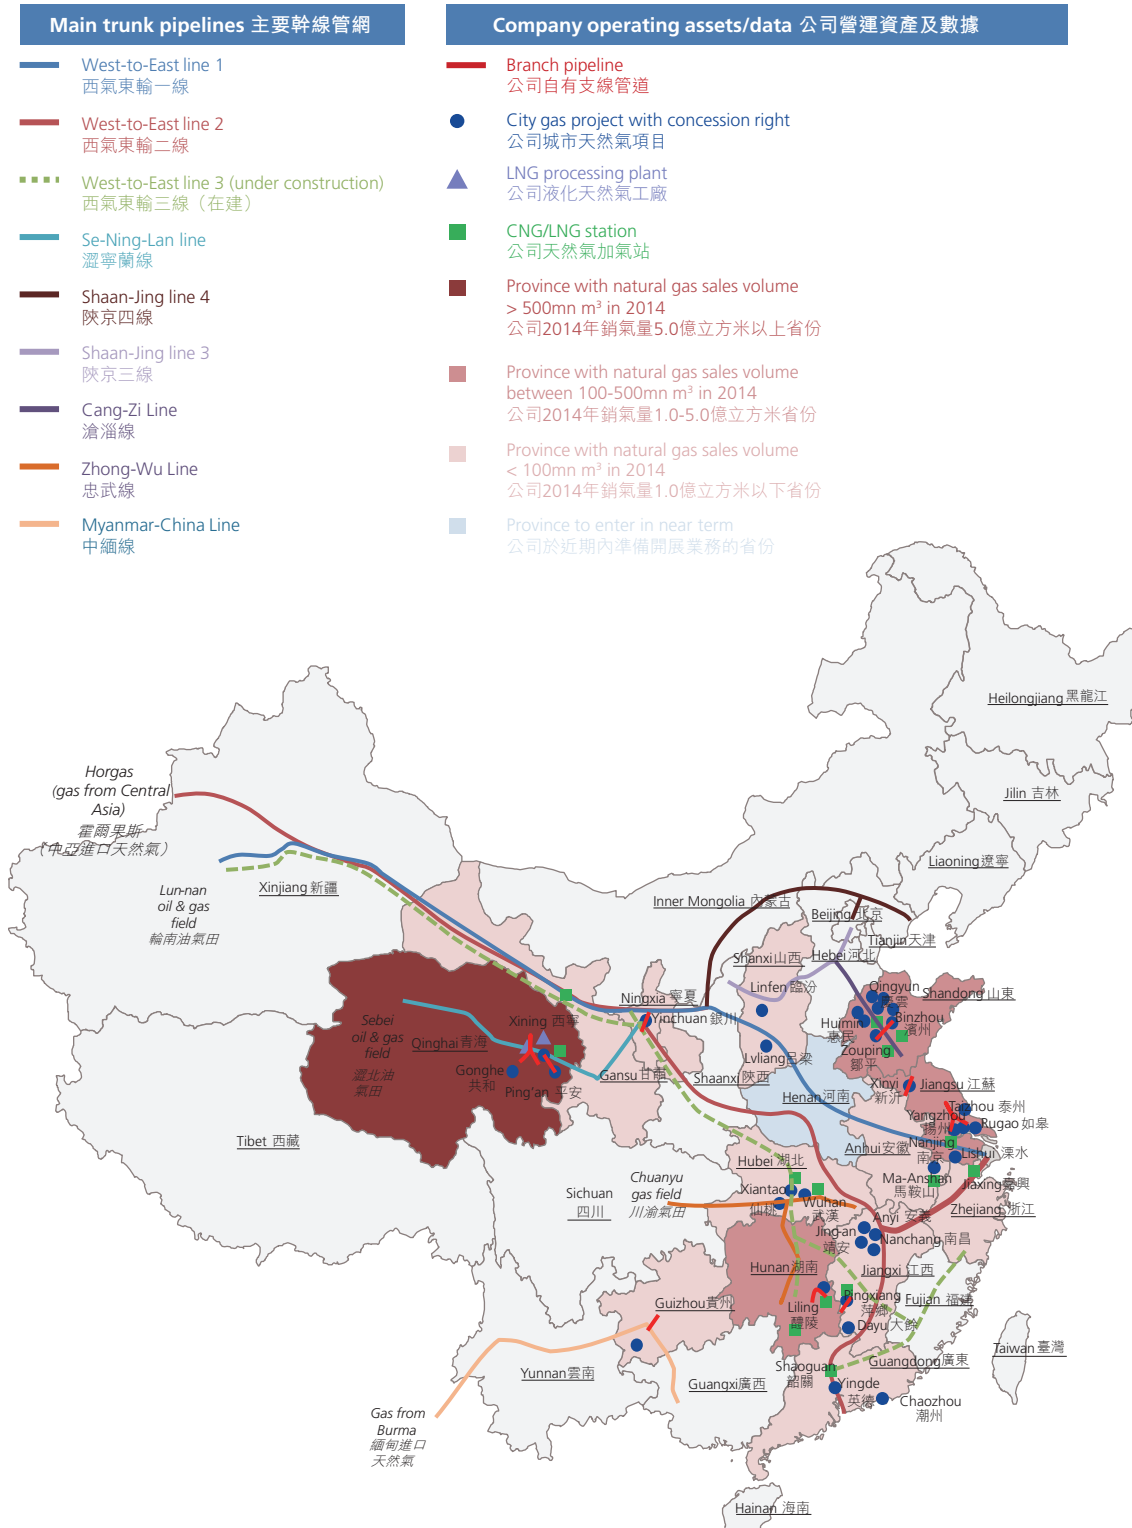 Main trunk pipelines 主要幹線管網
West-to-East line 1
西氣東輸一線
West-to-East line 2
西氣東輸二線
West-to-East line 3 (under construction)
西氣東輸三線（在建）
Se-Ning-Lan line
澀寧蘭線
Shaan-Jing line 4
陝京四線
Shaan-Jing line 3
陝京三線
Cang-Zi Line
滄淄線
Zhong-Wu Line
忠武線
Myanmar-China Line
中緬線
Company operating assets/data 公司營運資產及數據
Branch pipeline
公司自有支線管道
City gas project with concession right
公司城市天然氣項目
LNG processing plant
公司液化天然氣工廠
CNG/LNG station
公司天然氣加氣站
Province with natural gas sales volume
> 500mn m³ in 2014
公司2014年銷氣量5.0億立方米以上省份
Province with natural gas sales volume
between 100-500mn m³ in 2014
公司2014年銷氣量1.0-5.0億立方米省份
Province with natural gas sales volume
< 100mn m³ in 2014
公司2014年銷氣量1.0億立方米以下省份
Province to enter in near term
公司於近期內準備開展業務的省份
Heilongjiang 黑龍江
Jilin 吉林
Liaoning 遼寧
Horgas
(gas from Central
Asia)
霍爾果斯
（中亞進口天然氣）
Xinjiang 新疆
Lun-nan
oil & gas
field
輪南油氣田
Inner Mongolia 內蒙古
Beijing 北京
Tianjin 天津
Hebei 河北
Shanxi 山西
Linfen 臨汾
Lvliang 呂梁
Ningxia 寧夏
Yinchuan 銀川
Qingyun
慶雲
Shandong 山東
Binzhou
濱州
Huimin
惠民
Zouping
鄒平
Sebei
oil & gas
field
澀北油
氣田
Xining 西寧
Qinghai 青海
Gonghe
共和
Ping'an 平安
Gansu 甘肅
Shaanxi 陝西
Henan 河南
Xinyi
新沂
Jiangsu 江蘇
Taizhou 泰州
Yangzhou
揚州
Rugao 如皋
Nanjing
南京
Lishui 溧水
Anhui 安徽
Ma-Anshan
馬鞍山
Jiaxing 嘉興
Zhejiang 浙江
Tibet 西藏
Chuanyu
gas field
川渝氣田
Sichuan
四川
Hubei 湖北
Xiantao
仙桃
Wuhan
武漢
Anyi 安義
Jing-an
靖安
Nanchang 南昌
Jiangxi 江西
Hunan 湖南
Liling
醴陵
Pingxiang
萍鄉
Fujian 福建
Dayu 大餘
Guizhou 貴州
Yunnan 雲南
Guangxi 廣西
Gas from
Burma
緬甸進口
天然氣
Shaoguan
韶關
Guangdong 廣東
Yingde
英德
Chaozhou
潮州
Taiwan 臺灣
Hainan 海南